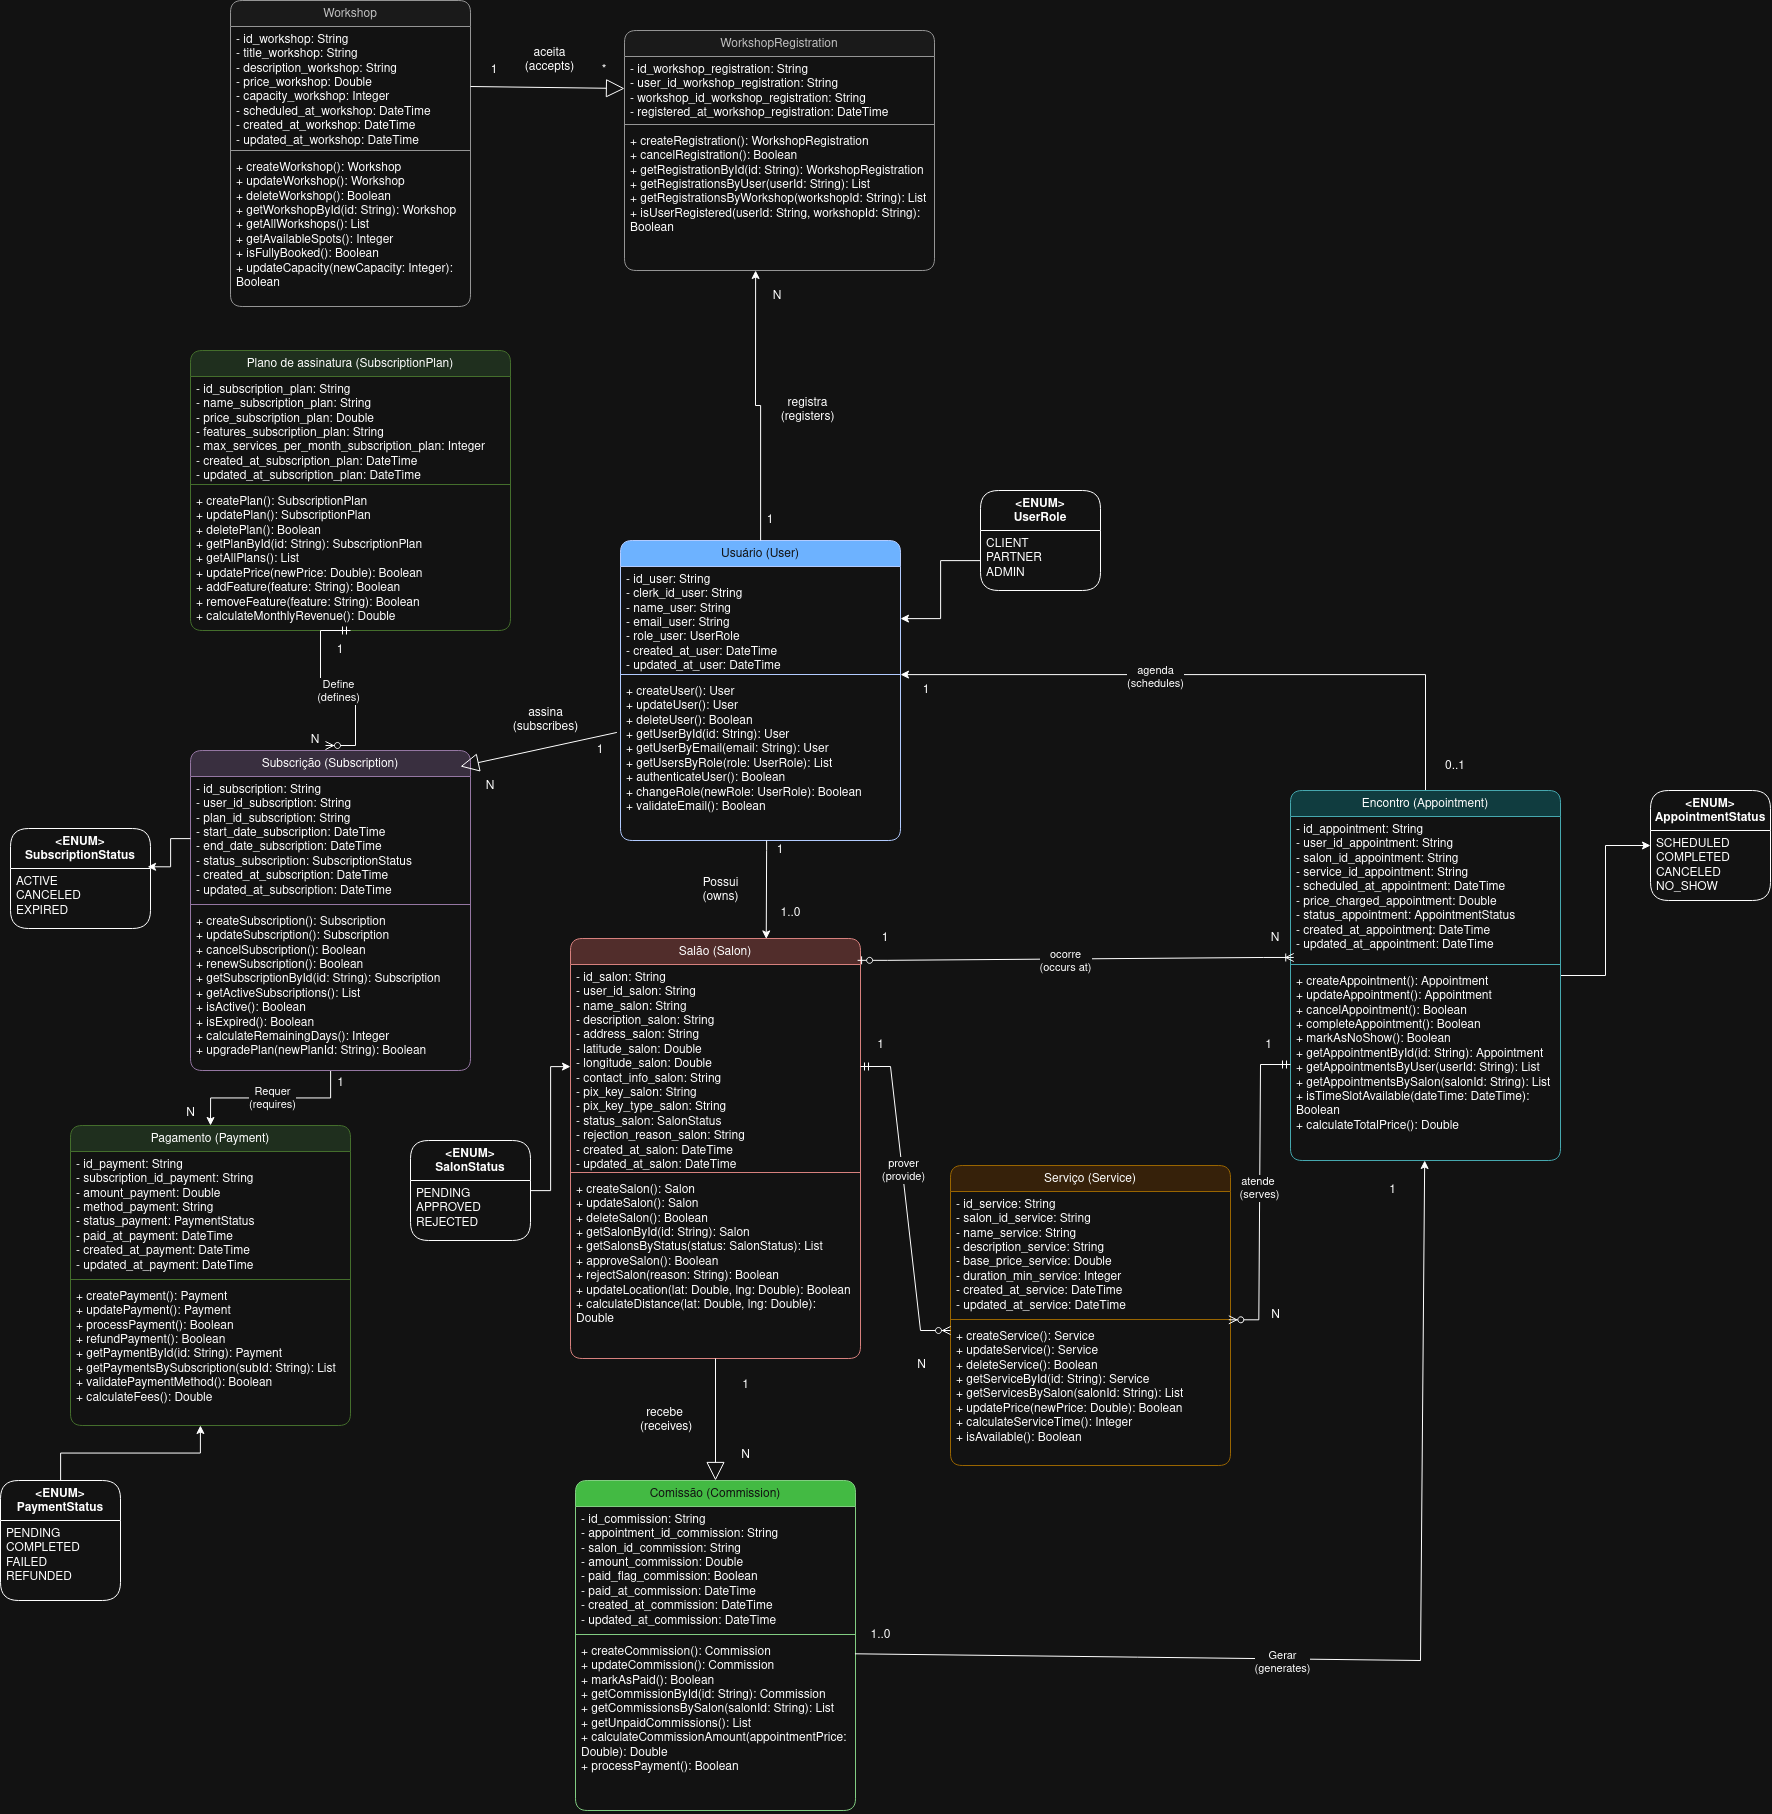 Workshop
- id_workshop: String
- title_workshop: String
- description_workshop: String
- price_workshop: Double
- capacity_workshop: Integer
- scheduled_at_workshop: DateTime
- created_at_workshop: DateTime
- updated_at_workshop: DateTime
+ createWorkshop(): Workshop
+ updateWorkshop(): Workshop
+ deleteWorkshop(): Boolean
+ getWorkshopById(id: String): Workshop
+ getAllWorkshops(): List
+ getAvailableSpots(): Integer
+ isFullyBooked(): Boolean
+ updateCapacity(newCapacity: Integer):
Boolean
1
aceita
(accepts)
*
WorkshopRegistration
- id_workshop_registration: String
- user_id_workshop_registration: String
- workshop_id_workshop_registration: String
- registered_at_workshop_registration: DateTime
+ createRegistration(): WorkshopRegistration
+ cancelRegistration(): Boolean
+ getRegistrationById(id: String): WorkshopRegistration
+ getRegistrationsByUser(userId: String): List
+ getRegistrationsByWorkshop(workshopId: String): List
+ isUserRegistered(userId: String, workshopId: String):
Boolean
N
registra
(registers)
1
Plano de assinatura (SubscriptionPlan)
- id_subscription_plan: String
- name_subscription_plan: String
- price_subscription_plan: Double
- features_subscription_plan: String
- max_services_per_month_subscription_plan: Integer
- created_at_subscription_plan: DateTime
- updated_at_subscription_plan: DateTime
+ createPlan(): SubscriptionPlan
+ updatePlan(): SubscriptionPlan
+ deletePlan(): Boolean
+ getPlanById(id: String): SubscriptionPlan
+ getAllPlans(): List
+ updatePrice(newPrice: Double): Boolean
+ addFeature(feature: String): Boolean
+ removeFeature(feature: String): Boolean
+ calculateMonthlyRevenue(): Double
1
Define
(defines)
N
<ENUM>
UserRole
CLIENT
PARTNER
ADMIN
Usuário (User)
- id_user: String
- clerk_id_user: String
- name_user: String
- email_user: String
- role_user: UserRole
- created_at_user: DateTime
- updated_at_user: DateTime
+ createUser(): User
+ updateUser(): User
+ deleteUser(): Boolean
+ getUserById(id: String): User
+ getUserByEmail(email: String): User
+ getUsersByRole(role: UserRole): List
+ authenticateUser(): Boolean
+ changeRole(newRole: UserRole): Boolean
+ validateEmail(): Boolean
assina
(subscribes)
1
N
1
agenda
(schedules)
0..1
Subscrição (Subscription)
- id_subscription: String
- user_id_subscription: String
- plan_id_subscription: String
- start_date_subscription: DateTime
- end_date_subscription: DateTime
- status_subscription: SubscriptionStatus
- created_at_subscription: DateTime
- updated_at_subscription: DateTime
+ createSubscription(): Subscription
+ updateSubscription(): Subscription
+ cancelSubscription(): Boolean
+ renewSubscription(): Boolean
+ getSubscriptionById(id: String): Subscription
+ getActiveSubscriptions(): List
+ isActive(): Boolean
+ isExpired(): Boolean
+ calculateRemainingDays(): Integer
+ upgradePlan(newPlanId: String): Boolean
<ENUM>
SubscriptionStatus
ACTIVE
CANCELED
EXPIRED
1
Requer
(requires)
N
1
Possui
(owns)
1..0
Encontro (Appointment)
- id_appointment: String
- user_id_appointment: String
- salon_id_appointment: String
- service_id_appointment: String
- scheduled_at_appointment: DateTime
- price_charged_appointment: Double
- status_appointment: AppointmentStatus
- created_at_appointment: DateTime
- updated_at_appointment: DateTime
+ createAppointment(): Appointment
+ updateAppointment(): Appointment
+ cancelAppointment(): Boolean
+ completeAppointment(): Boolean
+ markAsNoShow(): Boolean
+ getAppointmentById(id: String): Appointment
+ getAppointmentsByUser(userId: String): List
+ getAppointmentsBySalon(salonId: String): List
+ isTimeSlotAvailable(dateTime: DateTime):
Boolean
+ calculateTotalPrice(): Double
<ENUM>
AppointmentStatus
SCHEDULED
COMPLETED
CANCELED
NO_SHOW
Salão (Salon)
- id_salon: String
- user_id_salon: String
- name_salon: String
- description_salon: String
- address_salon: String
- latitude_salon: Double
- longitude_salon: Double
- contact_info_salon: String
- pix_key_salon: String
- pix_key_type_salon: String
- status_salon: SalonStatus
- rejection_reason_salon: String
- created_at_salon: DateTime
- updated_at_salon: DateTime
+ createSalon(): Salon
+ updateSalon(): Salon
+ deleteSalon(): Boolean
+ getSalonById(id: String): Salon
+ getSalonsByStatus(status: SalonStatus): List
+ approveSalon(): Boolean
+ rejectSalon(reason: String): Boolean
+ updateLocation(lat: Double, lng: Double): Boolean
+ calculateDistance(lat: Double, lng: Double):
Double
1
ocorre
(occurs at)
N
1
prover
(provide)
N
1
atende
(serves)
N
Pagamento (Payment)
- id_payment: String
- subscription_id_payment: String
- amount_payment: Double
- method_payment: String
- status_payment: PaymentStatus
- paid_at_payment: DateTime
- created_at_payment: DateTime
- updated_at_payment: DateTime
+ createPayment(): Payment
+ updatePayment(): Payment
+ processPayment(): Boolean
+ refundPayment(): Boolean
+ getPaymentById(id: String): Payment
+ getPaymentsBySubscription(subId: String): List
+ validatePaymentMethod(): Boolean
+ calculateFees(): Double
<ENUM>
SalonStatus
PENDING
APPROVED
REJECTED
Serviço (Service)
- id_service: String
- salon_id_service: String
- name_service: String
- description_service: String
- base_price_service: Double
- duration_min_service: Integer
- created_at_service: DateTime
- updated_at_service: DateTime
+ createService(): Service
+ updateService(): Service
+ deleteService(): Boolean
+ getServiceById(id: String): Service
+ getServicesBySalon(salonId: String): List
+ updatePrice(newPrice: Double): Boolean
+ calculateServiceTime(): Integer
+ isAvailable(): Boolean
1
recebe
(receives)
N
<ENUM>
PaymentStatus
PENDING
COMPLETED
FAILED
REFUNDED
Comissão (Commission)
- id_commission: String
- appointment_id_commission: String
- salon_id_commission: String
- amount_commission: Double
- paid_flag_commission: Boolean
- paid_at_commission: DateTime
- created_at_commission: DateTime
- updated_at_commission: DateTime
+ createCommission(): Commission
+ updateCommission(): Commission
+ markAsPaid(): Boolean
+ getCommissionById(id: String): Commission
+ getCommissionsBySalon(salonId: String): List
+ getUnpaidCommissions(): List
+ calculateCommissionAmount(appointmentPrice:
Double): Double
+ processPayment(): Boolean
1..0
Gerar
(generates)
1